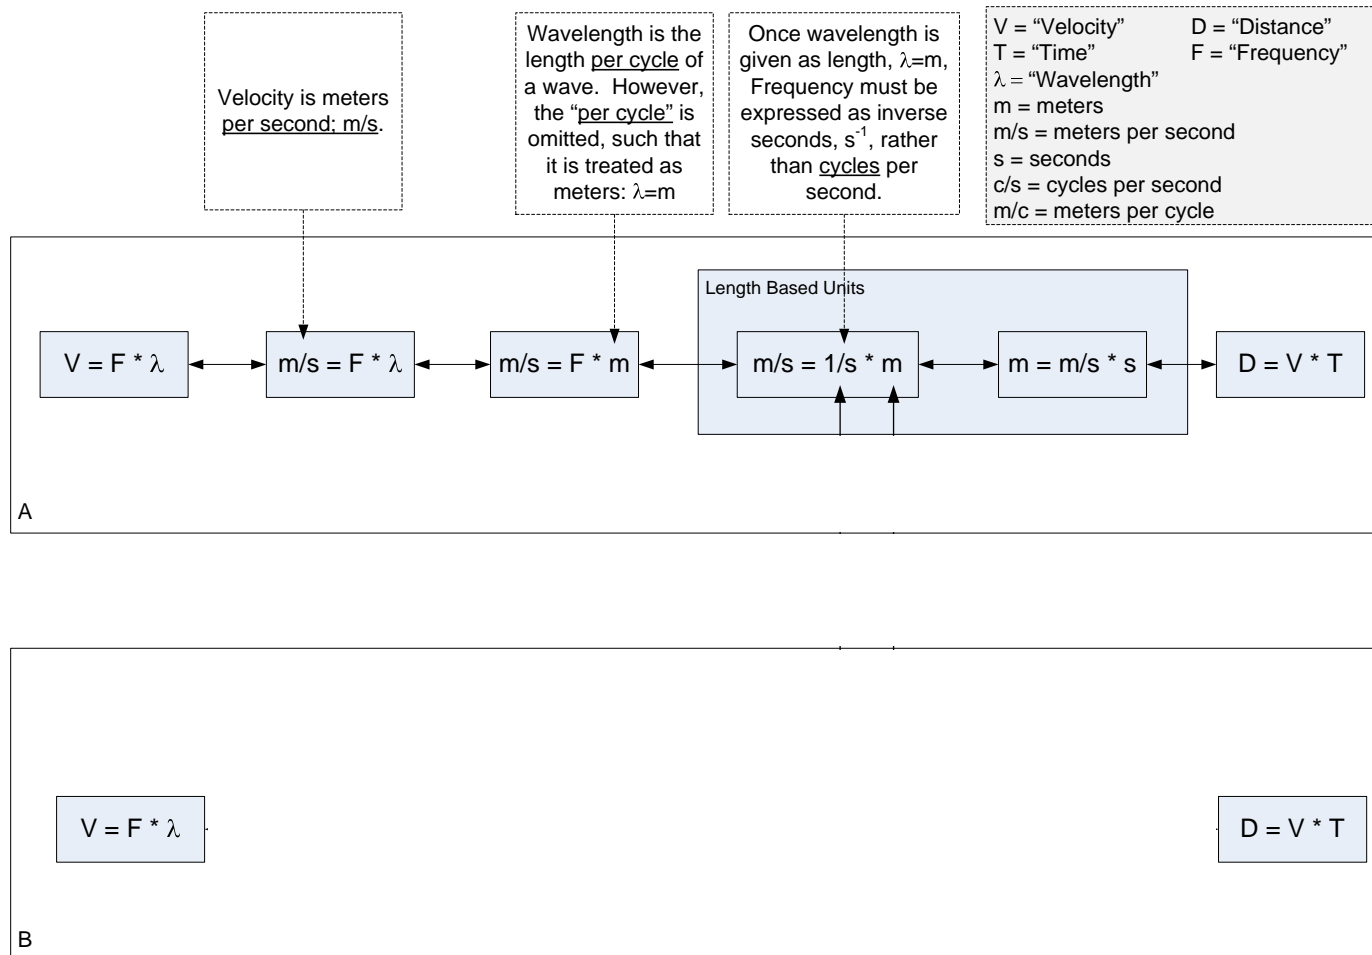 Velocity is meters
per second; m/s.
Wavelength is the
length per cycle of
a wave. However,
the “per cycle” is
omitted, such that
it is treated as
meters: λ=m
Once wavelength is
given as length, λ=m,
Frequency must be
expressed as inverse
seconds, s⁻¹, rather
than cycles per
second.
V = “Velocity” D = “Distance”
T = “Time” F = “Frequency”
λ = “Wavelength”
m = meters
m/s = meters per second
s = seconds
c/s = cycles per second
m/c = meters per cycle
Length Based Units
V = F * λ
m/s = F * λ
m/s = F * m
m/s = 1/s * m
m = m/s * s
D = V * T
A
V = F * λ
D = V * T
B